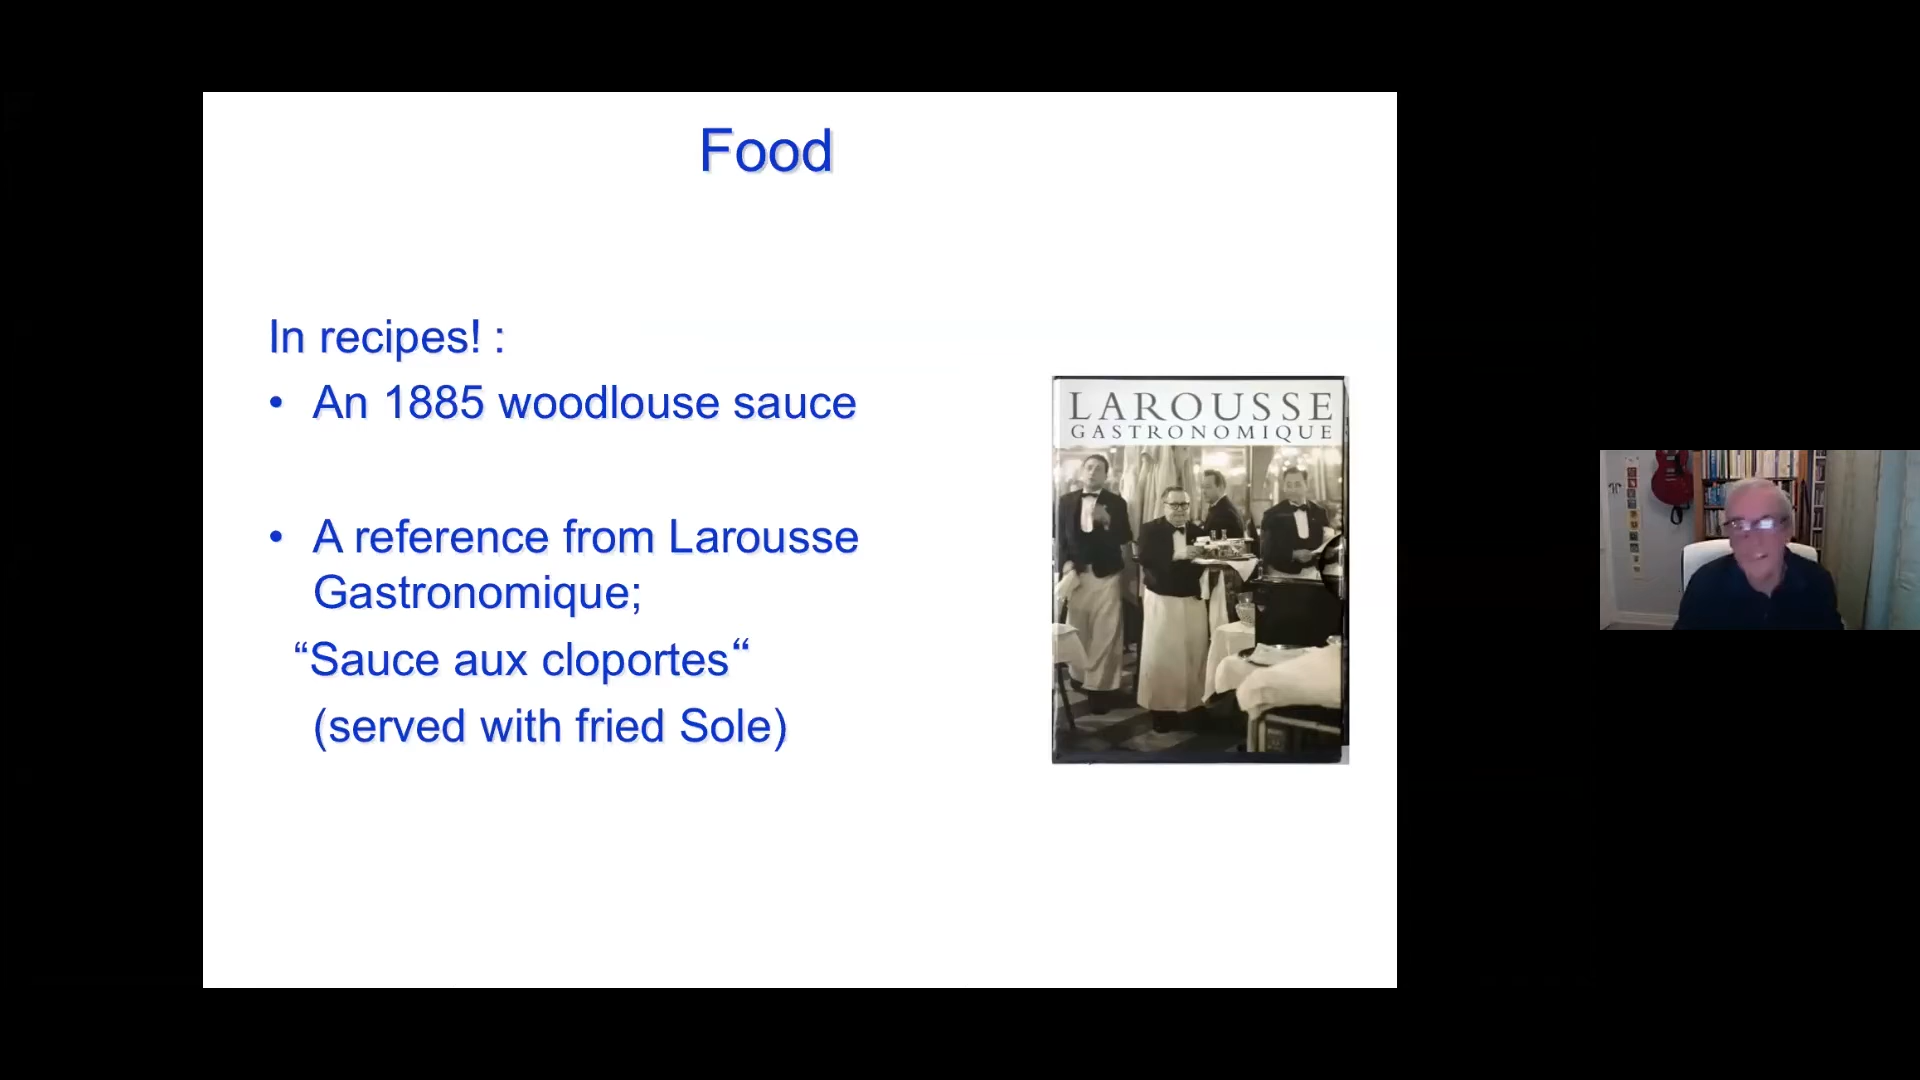 Food
In recipes! :
• An 1885 woodlouse sauce
• A reference from Larousse
Gastronomique;
“Sauce aux cloportes“
(served with fried Sole)
LAROUSSE
GASTRONOMIQUE